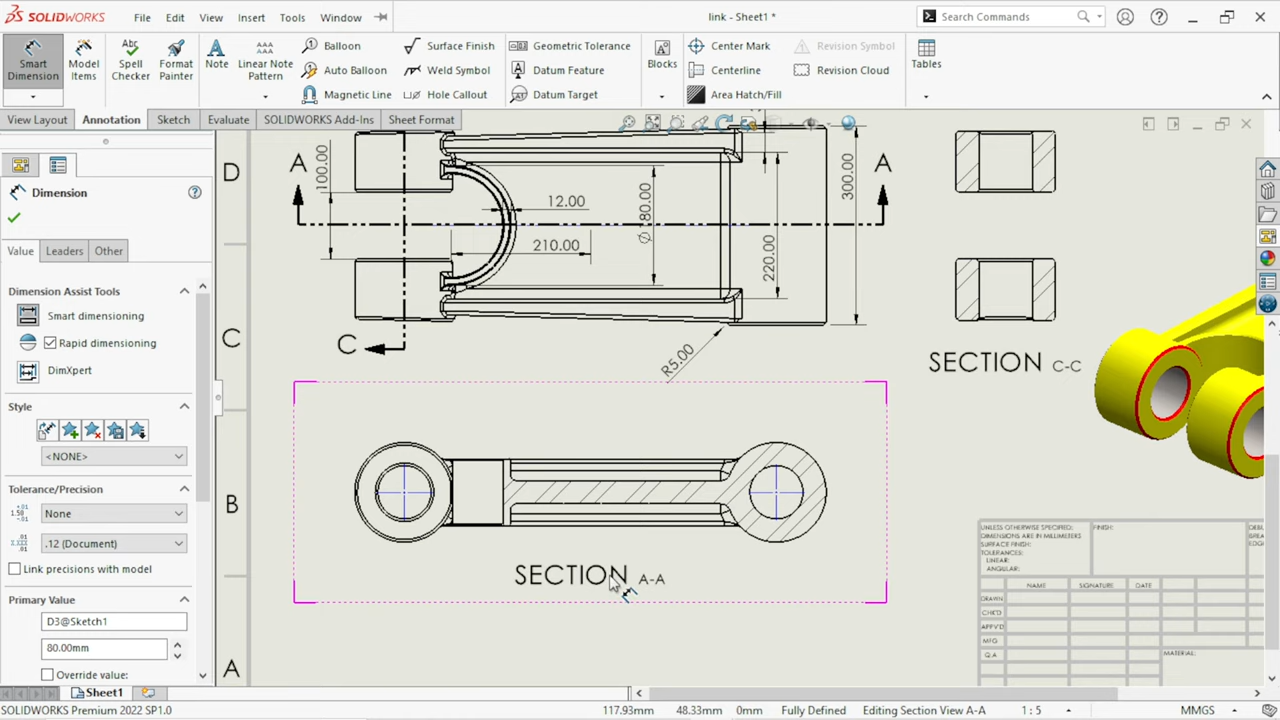 SOLIDWORKS File Edit View Insert Tools Window link - Sheet1 * Search Commands
Smart Dimension
Model Items
Abc
Spell Checker
Format Painter
Note
Linear Note Pattern
Balloon
Auto Balloon
Magnetic Line
Surface Finish
Weld Symbol
Hole Callout
Geometric Tolerance
Datum Feature
Datum Target
Blocks
Center Mark
Centerline
Area Hatch/Fill
Revision Symbol
Revision Cloud
Tables
View Layout Annotation Sketch Evaluate SOLIDWORKS Add-Ins Sheet Format
Dimension
Value Leaders Other
Dimension Assist Tools
Smart dimensioning
Rapid dimensioning
DimXpert
Style
<NONE>
Tolerance/Precision
None
.12 (Document)
Link precisions with model
Primary Value
D3@Sketch1
80.00mm
Override value:
D
C
B
A
A
A
100.00
12.00
210.00
Ø 180.00
220.00
300.00
C
R5.00
SECTION C-C
SECTION A-A
UNLESS OTHERWISE SPECIFIED:
DIMENSIONS ARE IN MILLIMETERS
SURFACE FINISH:
TOLERANCES:
LINEAR:
ANGULAR:
FINISH:
NAME SIGNATURE DATE
DRAWN
CHK'D
APPV'D
MFG
Q.A
MATERIAL:
Sheet1
SOLIDWORKS Premium 2022 SP1.0 117.93mm 48.33mm 0mm Fully Defined Editing Section View A-A 1 : 5 MMGS